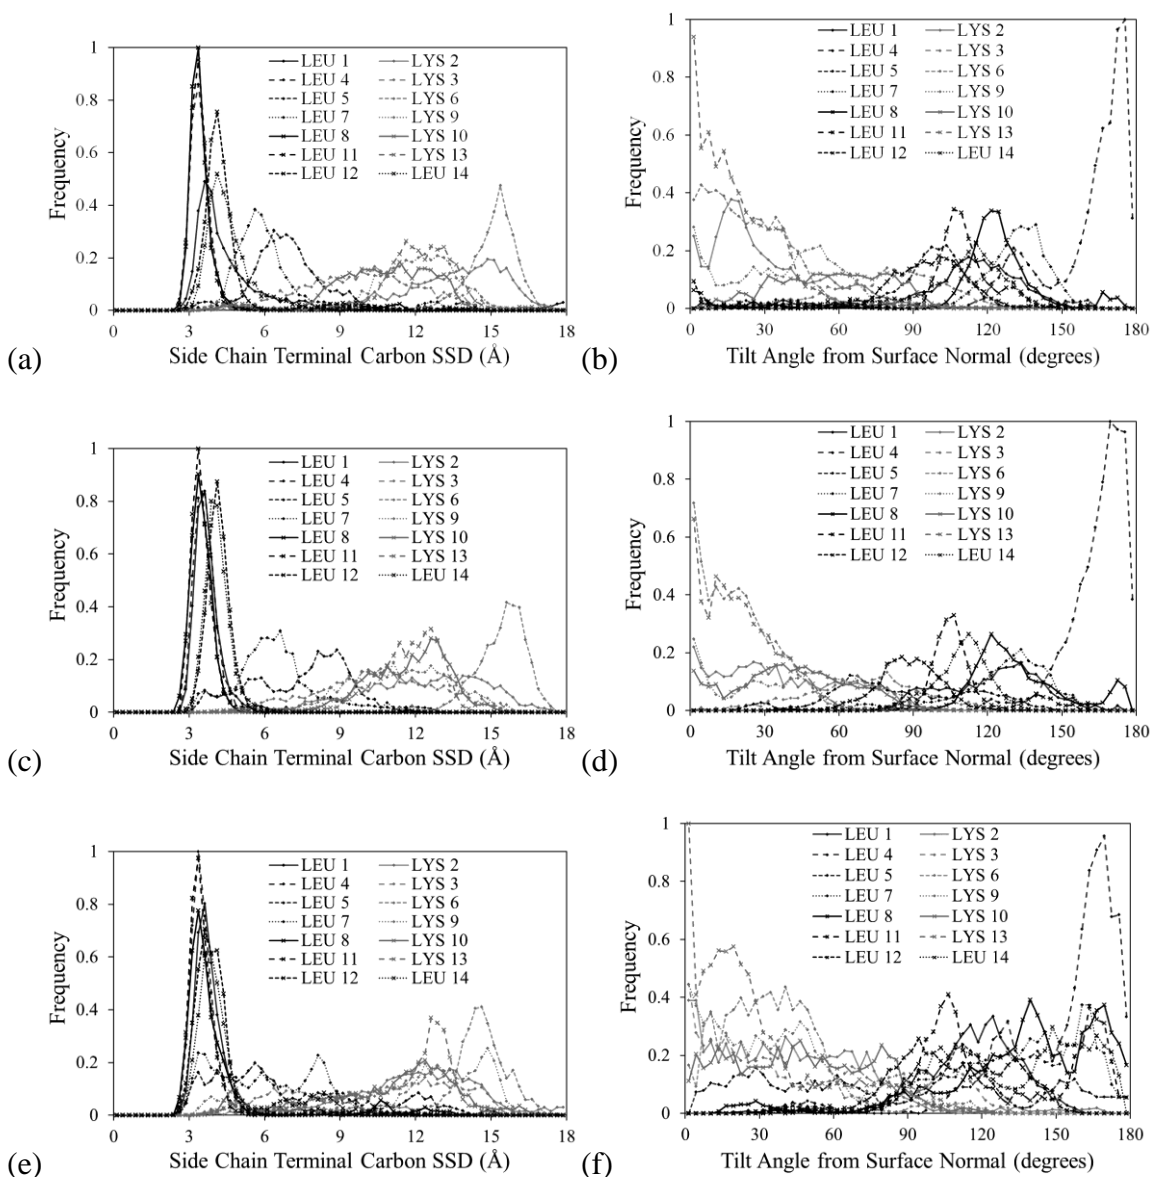 1
0.8
0.6
0.4
0.2
0
Frequency
LEU 1 LYS 2
LEU 4 LYS 3
LEU 5 LYS 6
LEU 7 LYS 9
LEU 8 LYS 10
LEU 11 LYS 13
LEU 12 LEU 14
0 3 6 9 12 15 18
(a) Side Chain Terminal Carbon SSD (Å)
1
0.8
0.6
0.4
0.2
0
Frequency
LEU 1 LYS 2
LEU 4 LYS 3
LEU 5 LYS 6
LEU 7 LYS 9
LEU 8 LYS 10
LEU 11 LYS 13
LEU 12 LEU 14
0 30 60 90 120 150 180
(b) Tilt Angle from Surface Normal (degrees)
1
0.8
0.6
0.4
0.2
0
Frequency
LEU 1 LYS 2
LEU 4 LYS 3
LEU 5 LYS 6
LEU 7 LYS 9
LEU 8 LYS 10
LEU 11 LYS 13
LEU 12 LEU 14
0 3 6 9 12 15 18
(c) Side Chain Terminal Carbon SSD (Å)
1
0.8
0.6
0.4
0.2
0
Frequency
LEU 1 LYS 2
LEU 4 LYS 3
LEU 5 LYS 6
LEU 7 LYS 9
LEU 8 LYS 10
LEU 11 LYS 13
LEU 12 LEU 14
0 30 60 90 120 150 180
(d) Tilt Angle from Surface Normal (degrees)
1
0.8
0.6
0.4
0.2
0
Frequency
LEU 1 LYS 2
LEU 4 LYS 3
LEU 5 LYS 6
LEU 7 LYS 9
LEU 8 LYS 10
LEU 11 LYS 13
LEU 12 LEU 14
0 3 6 9 12 15 18
(e) Side Chain Terminal Carbon SSD (Å)
1
0.8
0.6
0.4
0.2
0
Frequency
LEU 1 LYS 2
LEU 4 LYS 3
LEU 5 LYS 6
LEU 7 LYS 9
LEU 8 LYS 10
LEU 11 LYS 13
LEU 12 LEU 14
0 30 60 90 120 150 180
(f) Tilt Angle from Surface Normal (degrees)